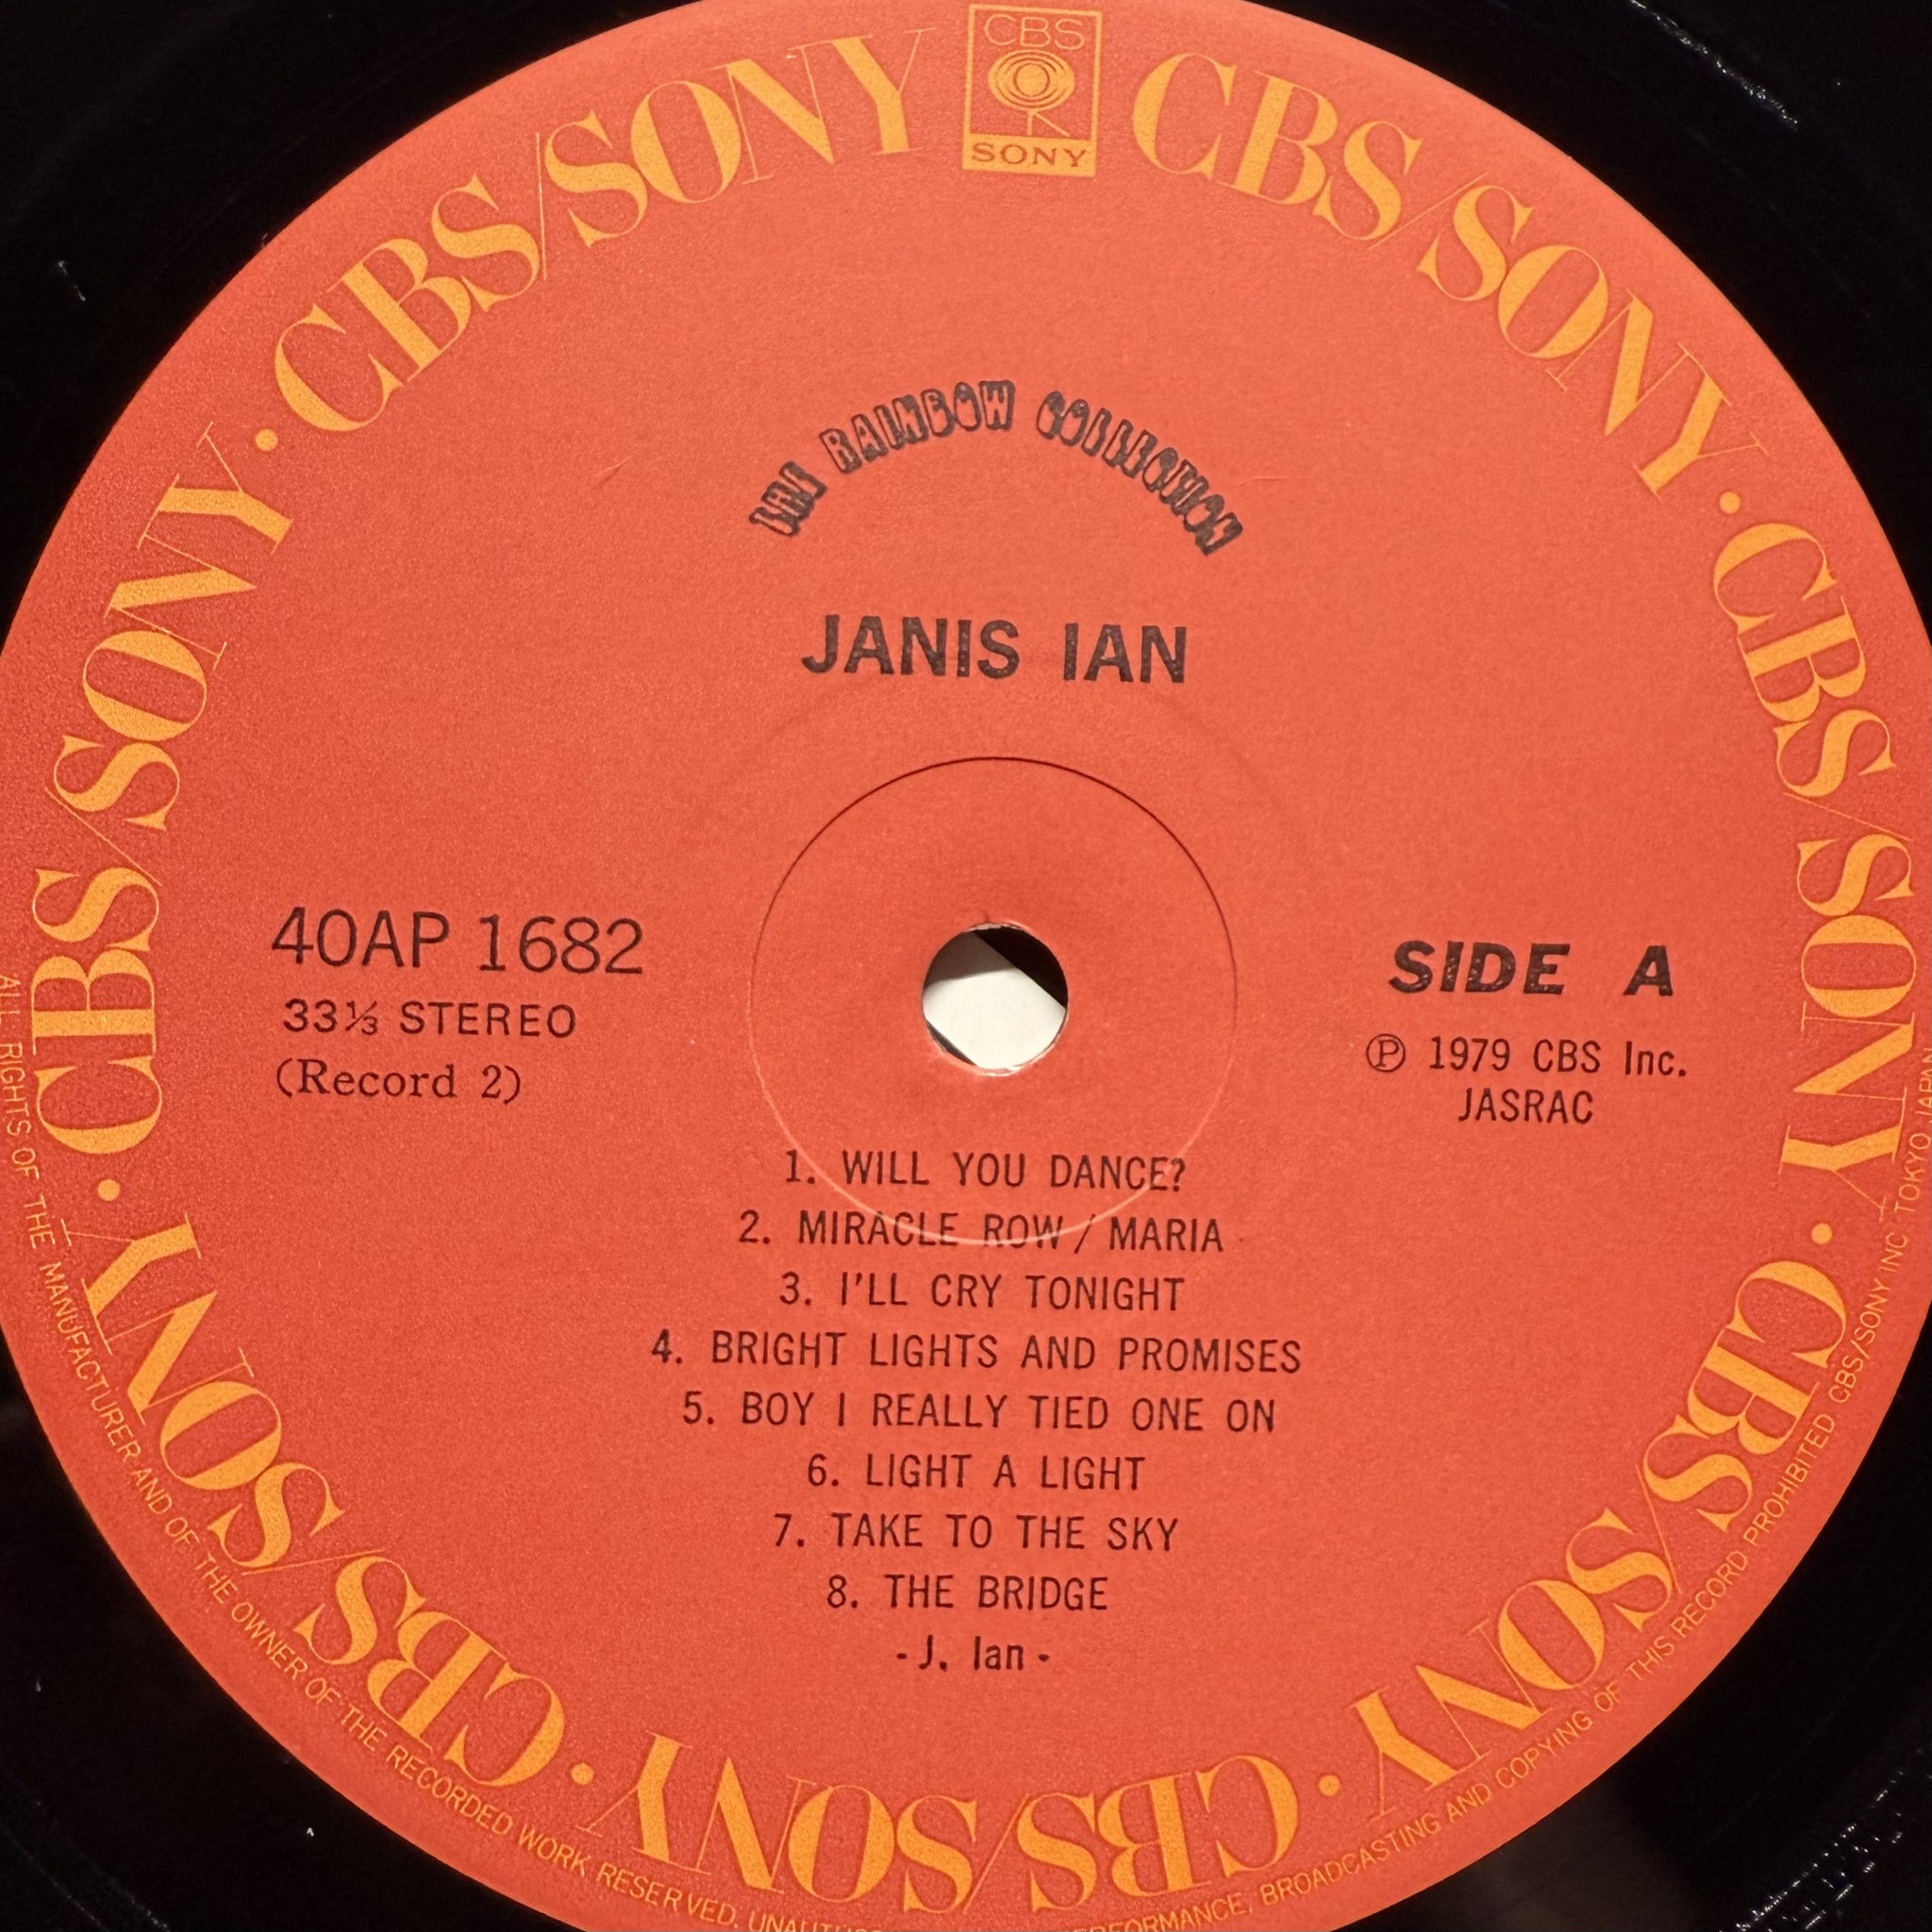 CBS
SONY
CBS/SONY · CBS/SONY · CBS/SONY · CBS/SONY · CBS/SONY · CBS/SONY · CBS/SONY · CBS/SONY
THE RAINBOW COLLECTION
JANIS IAN
40AP 1682
33⅓ STEREO
(Record 2)
SIDE A
Ⓟ 1979 CBS Inc.
JASRAC
1. WILL YOU DANCE?
2. MIRACLE ROW / MARIA
3. I'LL CRY TONIGHT
4. BRIGHT LIGHTS AND PROMISES
5. BOY I REALLY TIED ONE ON
6. LIGHT A LIGHT
7. TAKE TO THE SKY
8. THE BRIDGE
- J. Ian -
ALL RIGHTS OF THE MANUFACTURER AND OF THE OWNER OF THE RECORDED WORK RESERVED. BROADCASTING AND COPYING OF THIS RECORD PROHIBITED CBS/SONY INC. TOKYO, JAPAN